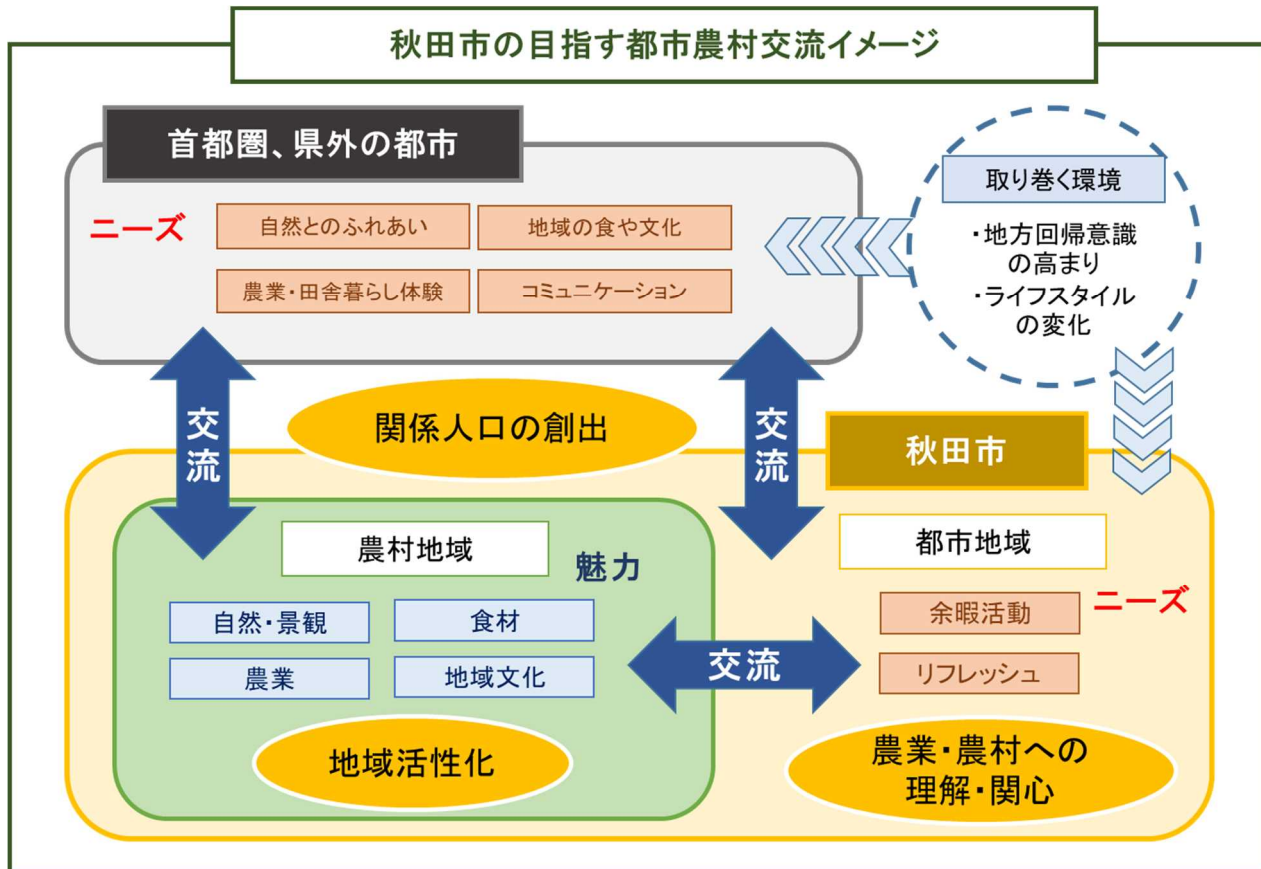 秋田市の目指す都市農村交流イメージ
首都圏、県外の都市
ニーズ
自然とのふれあい
地域の食や文化
農業・田舎暮らし体験
コミュニケーション
取り巻く環境
・地方回帰意識
の高まり
・ライフスタイル
の変化
交流
関係人口の創出
交流
秋田市
農村地域
魅力
自然・景観
食材
農業
地域文化
地域活性化
交流
都市地域
ニーズ
余暇活動
リフレッシュ
農業・農村への
理解・関心